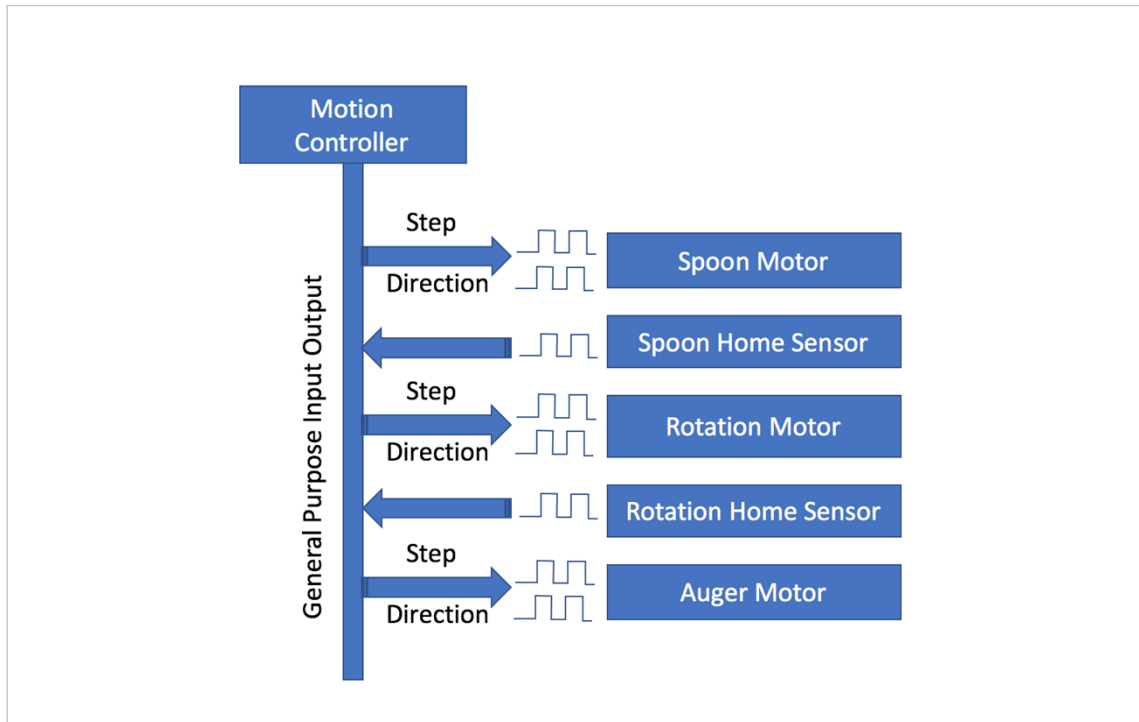 Motion
Controller
General Purpose Input Output
Step
Direction
Spoon Motor
Spoon Home Sensor
Step
Direction
Rotation Motor
Rotation Home Sensor
Step
Direction
Auger Motor